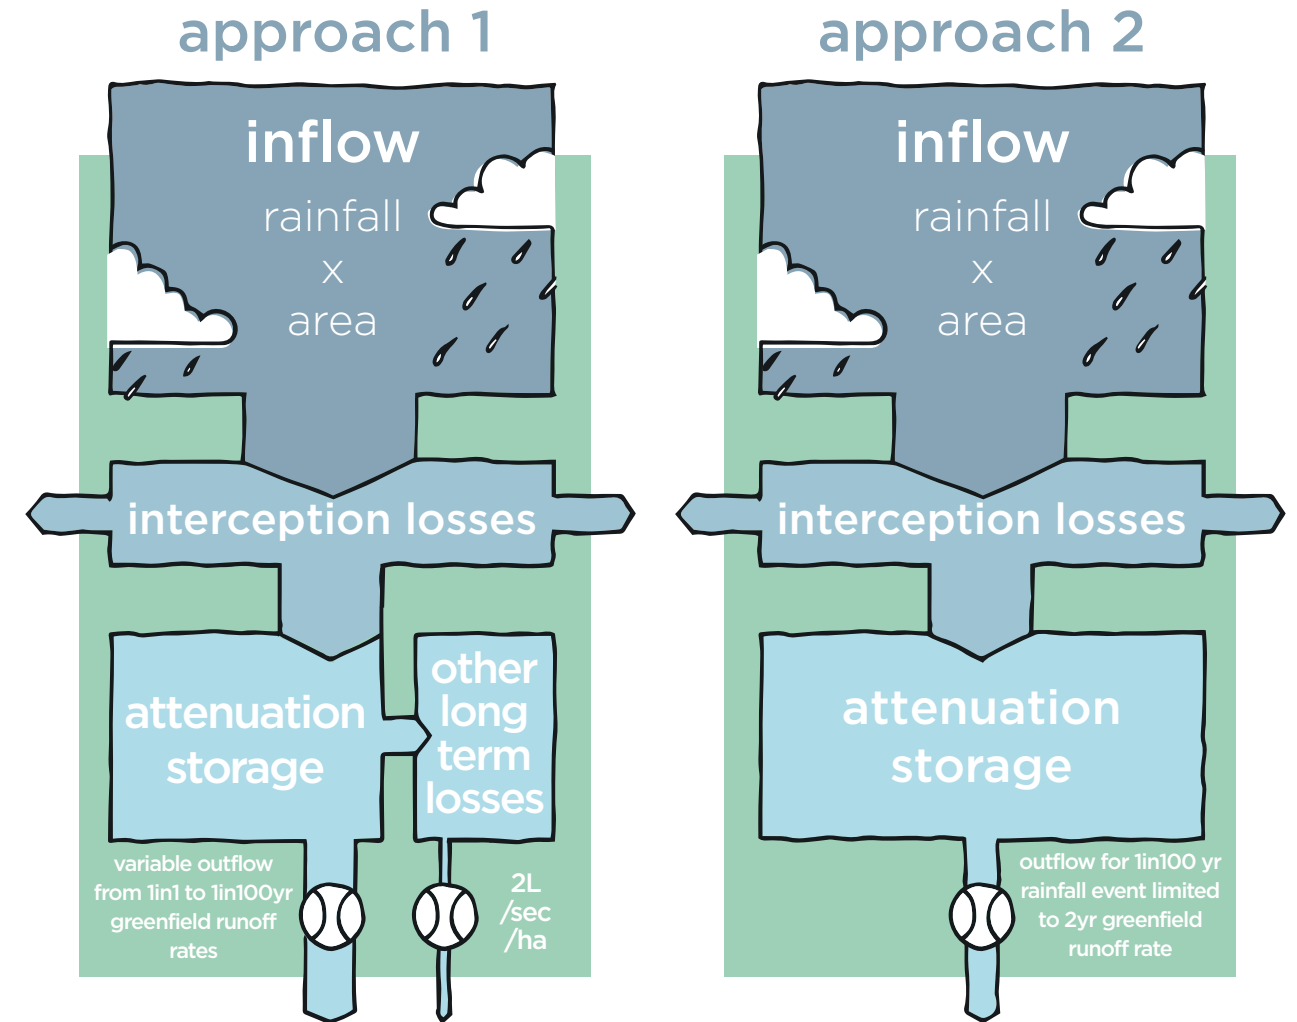 approach 1
inflow
rainfall
x
area
interception losses
attenuation
storage
other
long
term
losses
variable outflow
from 1in1 to 1in100yr
greenfield runoff
rates
2L
/sec
/ha
approach 2
inflow
rainfall
x
area
interception losses
attenuation
storage
outflow for 1in100 yr
rainfall event limited
to 2yr greenfield
runoff rate